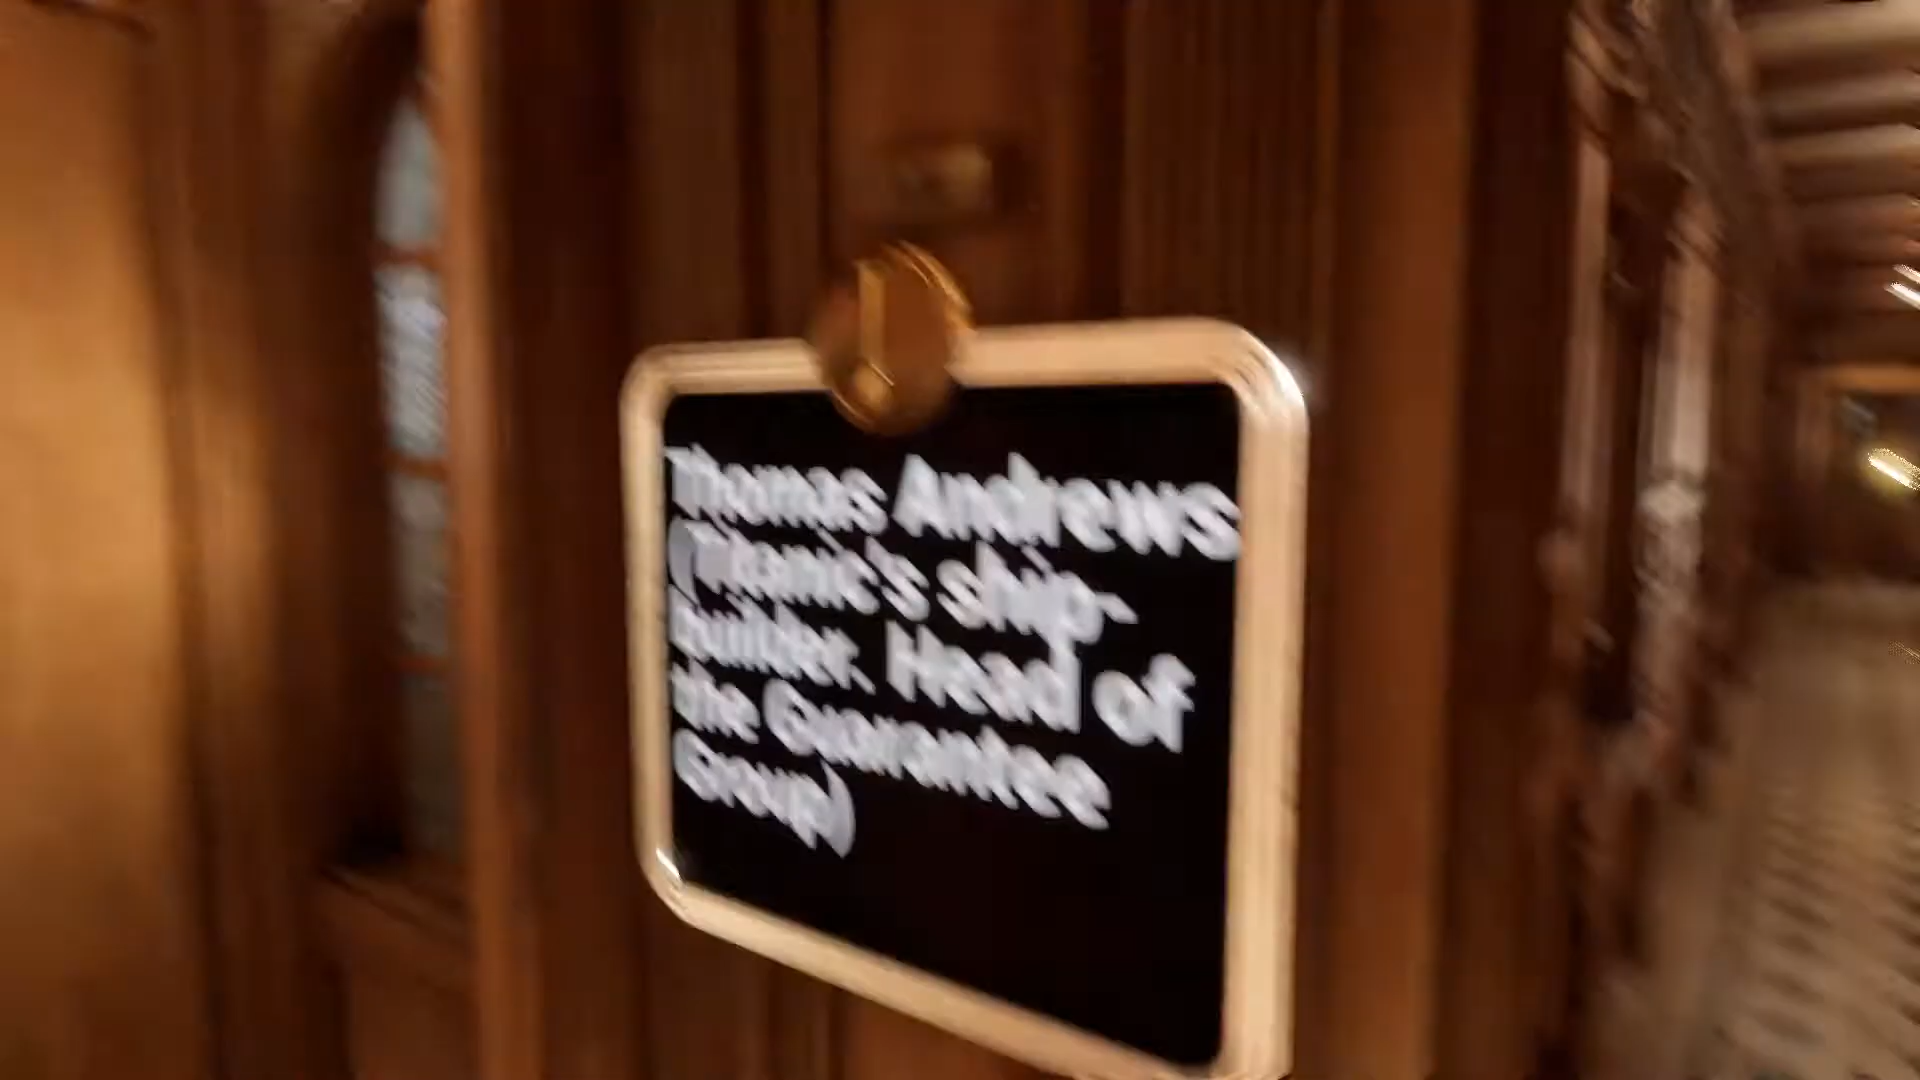 Thomas Andrews
(Titanic's ship-
builder. Head of
the Guarantee
Group)